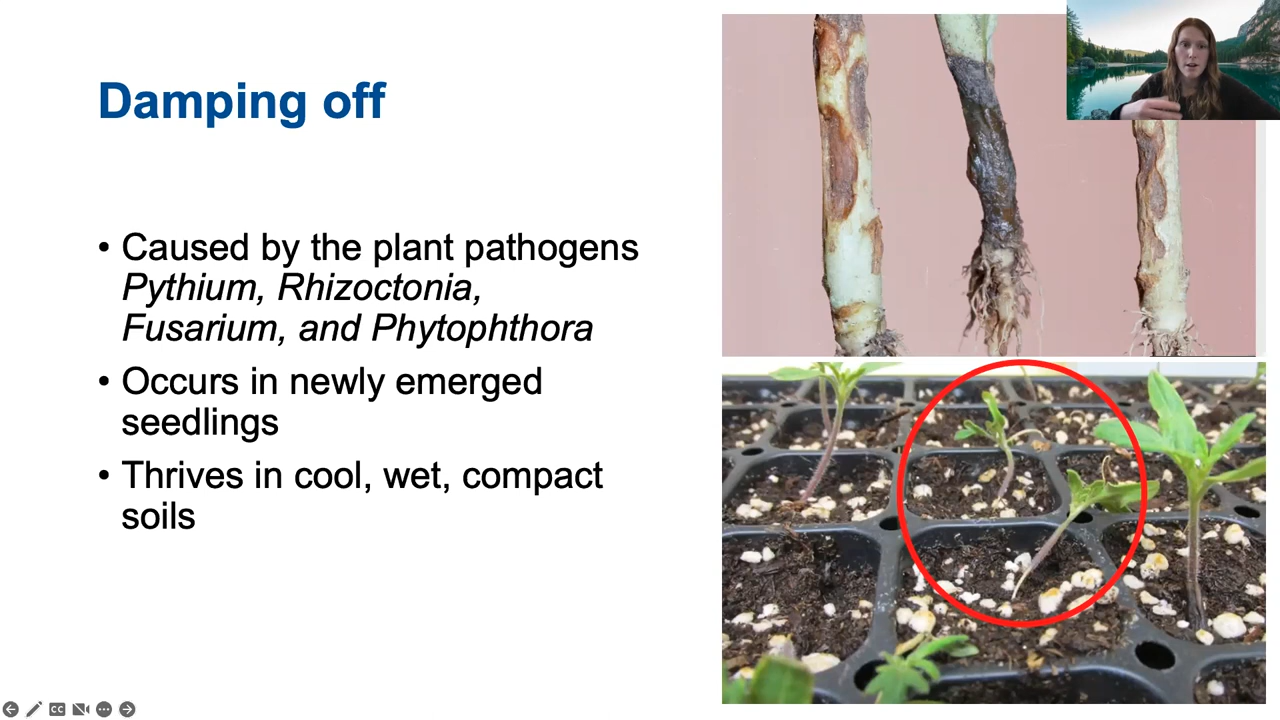 Damping off
• Caused by the plant pathogens
Pythium, Rhizoctonia,
Fusarium, and Phytophthora
• Occurs in newly emerged
seedlings
• Thrives in cool, wet, compact
soils
CC